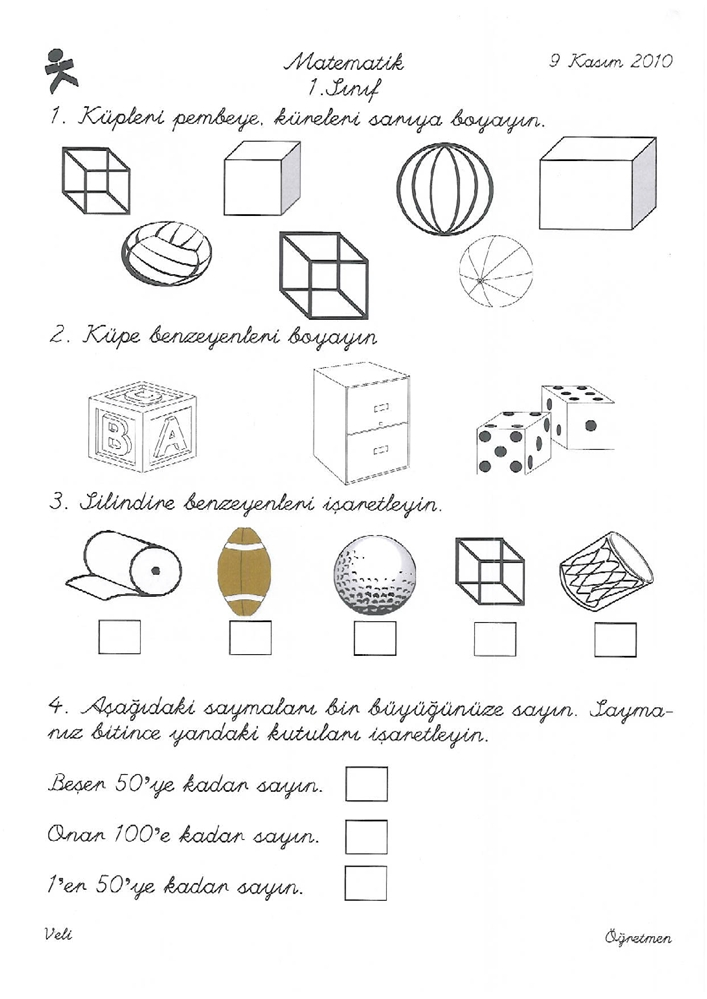 Matematik
9 Kasım 2010
1.Sınıf
1. Küpleri pembeye, küreleri sarıya boyayın.
2. Küpe benzeyenleri boyayın
C
B A
3. Silindire benzeyenleri işaretleyin.
4. Aşağıdaki saymaları bir büyüğünüze sayın. Sayma-
nız bitince yandaki kutuları işaretleyin.
Beşer 50'ye kadar sayın.
Onar 100'e kadar sayın.
1'er 50'ye kadar sayın.
Veli
Öğretmen